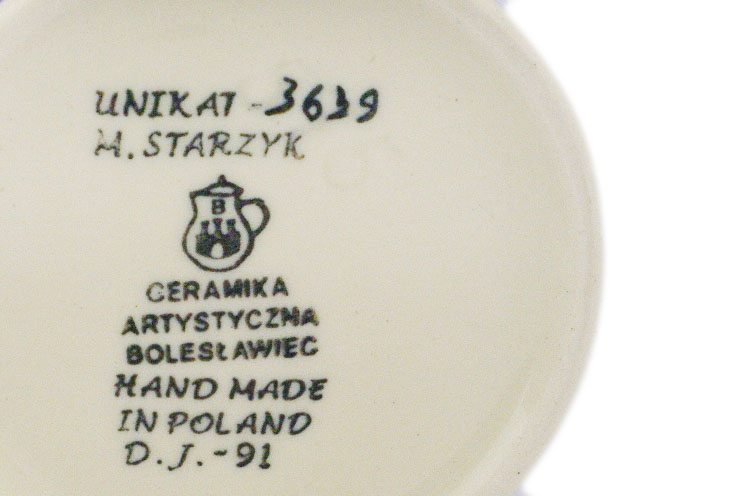 UNIKAT - 3639
M. STARZYK
B
CERAMIKA
ARTYSTYCZNA
BOLESŁAWIEC
HAND MADE
IN POLAND
D.J.-91